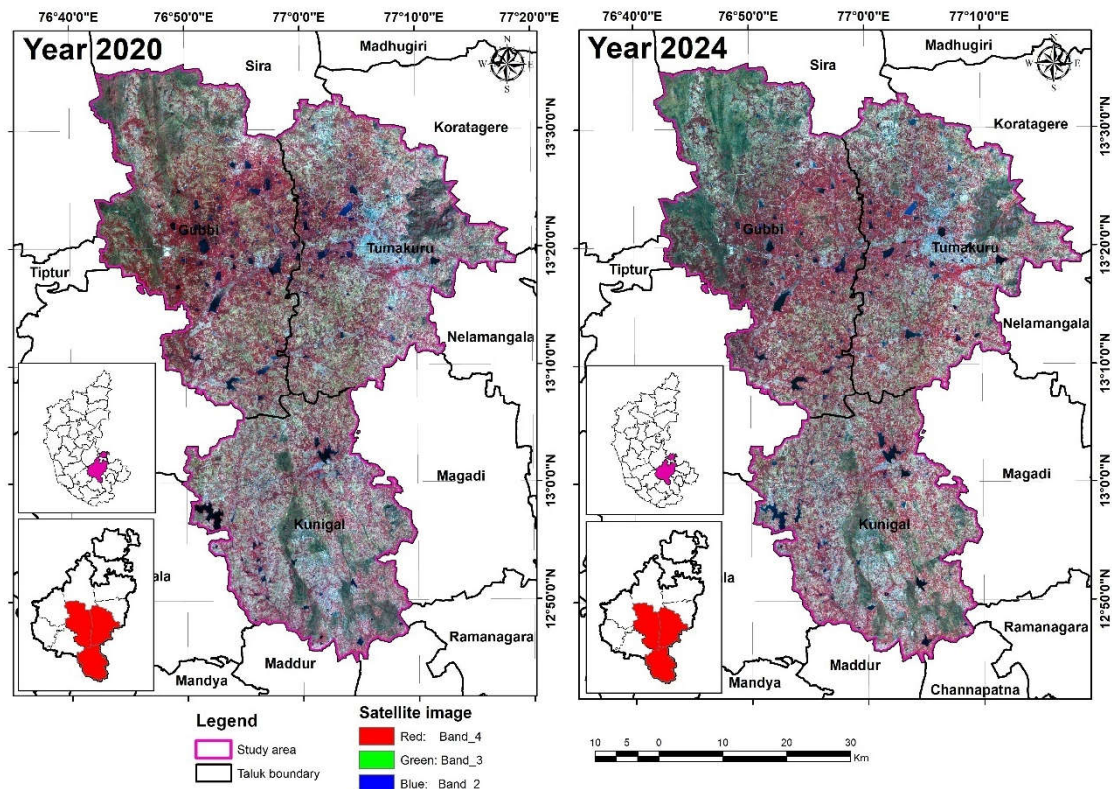 76°40'0"E 76°50'0"E 77°0'0"E 77°10'0"E 77°20'0"E
Year 2020
Madhugiri
Sira
N
W E
S
Koratagere
13°30'0"N
Gubbi
Tumakuru
13°20'0"N
Tiptur
Nelamangala
13°10'0"N
Magadi
13°0'0"N
Kunigal
ala
12°50'0"N
Ramanagara
Maddur
Mandya
76°40'0"E 76°50'0"E 77°0'0"E 77°10'0"E
Year 2024
Madhugiri
Sira
N
W E
S
Koratagere
13°30'0"N
Gubbi
Tumakuru
13°20'0"N
Tiptur
Nelamangala
13°10'0"N
Magadi
13°0'0"N
Kunigal
ala
12°50'0"N
Ramanagara
Maddur
Mandya
Channapatna
Legend
Study area
Taluk boundary
Satellite image
Red: Band_4
Green: Band_3
Blue: Band_2
10 5 0 10 20 30
Km